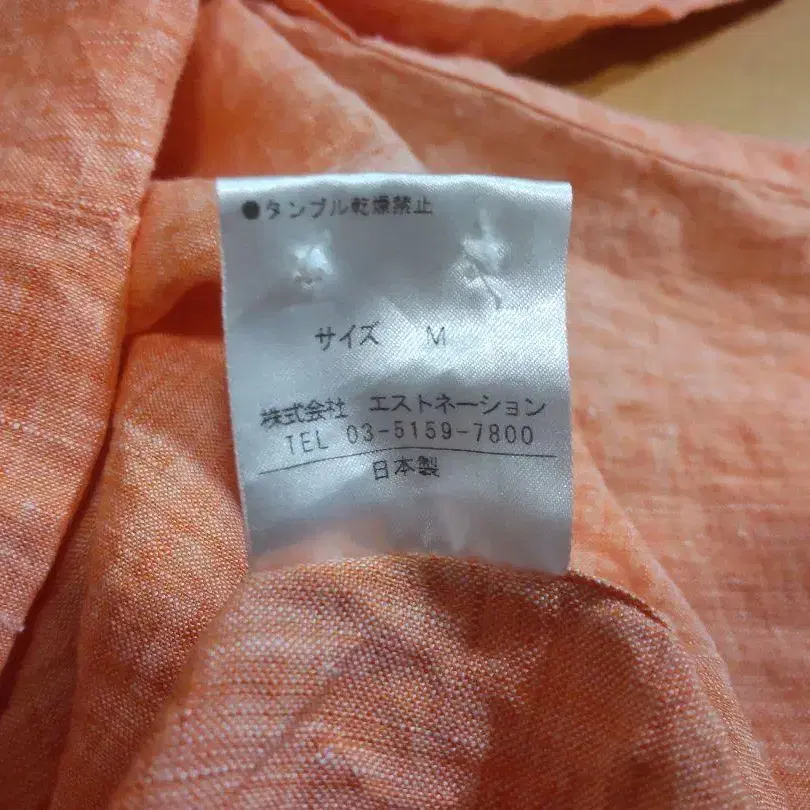 ●タンブル乾燥禁止
サイズ M
株式会社 エストネーション
TEL 03-5159-7800
日本製